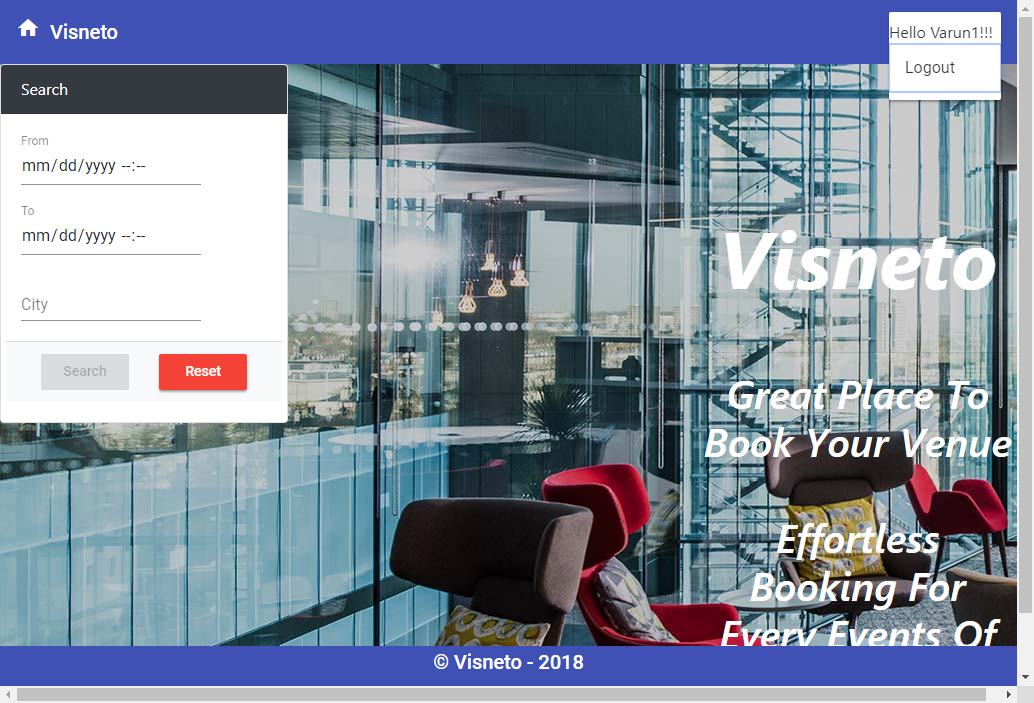 Visneto
Hello Varun1!!!
Logout
Search
From
mm/dd/yyyy --:--
To
mm/dd/yyyy --:--
City
Search
Reset
Visneto
Great Place To
Book Your Venue
Effortless
Booking For
Every Events Of
© Visneto - 2018